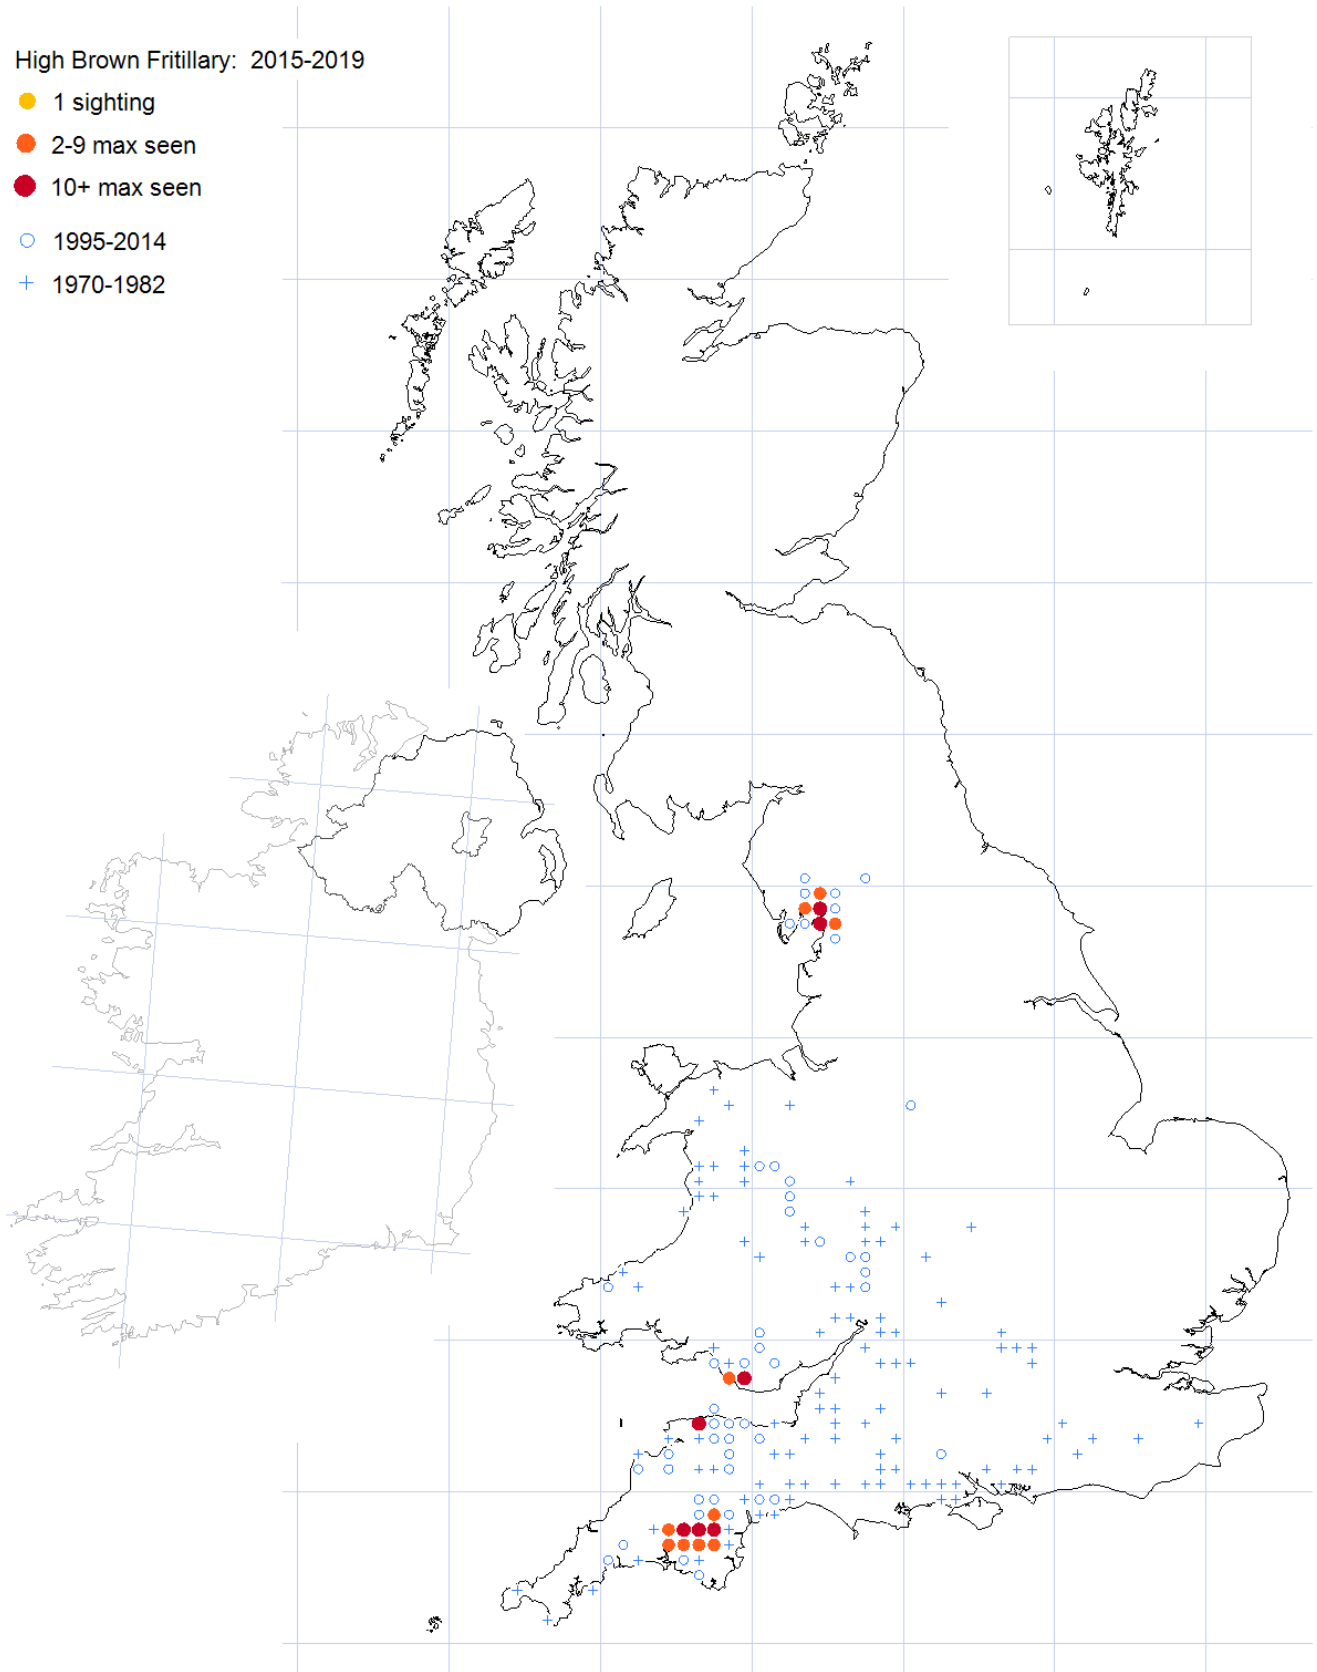 High Brown Fritillary: 2015-2019
1 sighting
2-9 max seen
10+ max seen
1995-2014
1970-1982